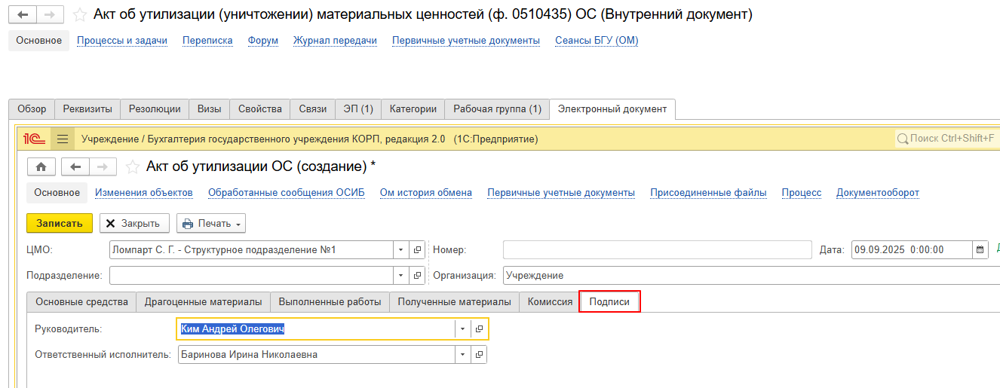 Акт об утилизации (уничтожении) материальных ценностей (ф. 0510435) ОС (Внутренний документ)
Основное Процессы и задачи Переписка Форум Журнал передачи Первичные учетные документы Сеансы БГУ (ОМ)
Обзор Реквизиты Резолюции Визы Свойства Связи ЭП (1) Категории Рабочая группа (1) Электронный документ
1С Учреждение / Бухгалтерия государственного учреждения КОРП, редакция 2.0 (1С:Предприятие) Поиск Ctrl+Shift+F
Акт об утилизации ОС (создание) *
Основное Изменения объектов Обработанные сообщения ОСИБ Ом история обмена Первичные учетные документы Присоединенные файлы Процесс Документооборот
Записать Закрыть Печать
ЦМО: Ломпарт С. Г. - Структурное подразделение №1 Номер: Дата: 09.09.2025 0:00:00
Подразделение: Организация: Учреждение
Основные средства Драгоценные материалы Выполненные работы Полученные материалы Комиссия Подписи
Руководитель: Ким Андрей Олегович
Ответственный исполнитель: Баринова Ирина Николаевна